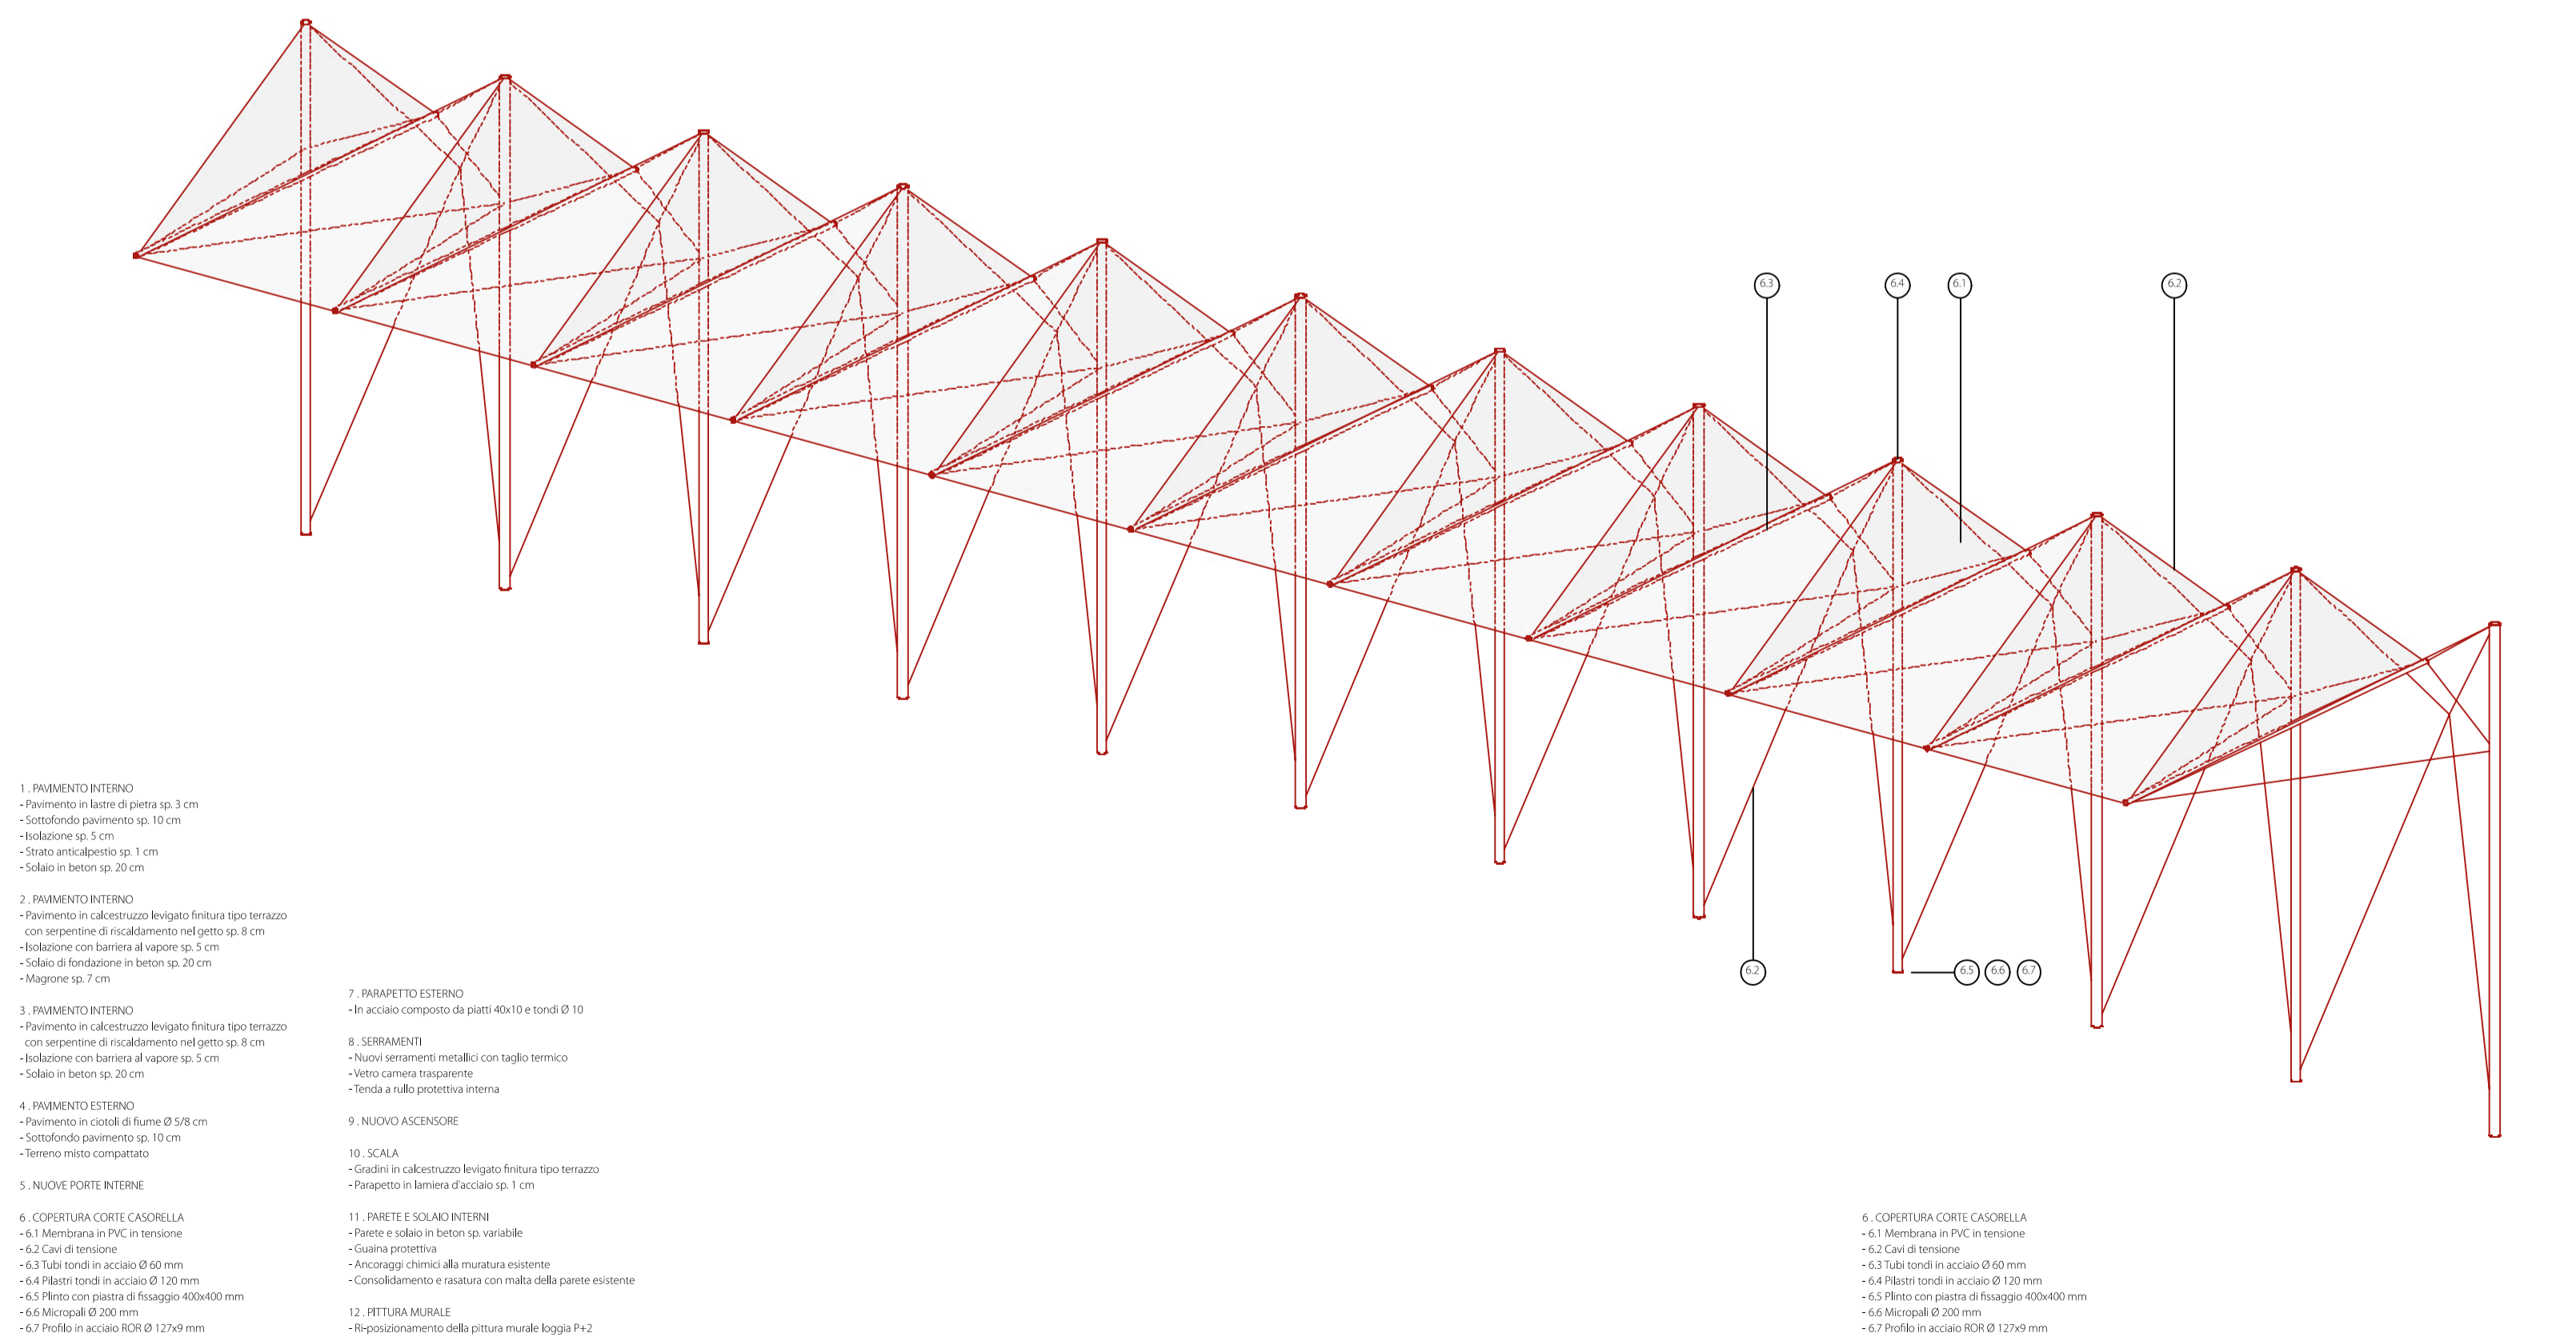 6.3
6.4
6.1
6.2
6.2
6.5
6.6
6.7
1 . PAVIMENTO INTERNO
- Pavimento in lastre di pietra sp. 3 cm
- Sottofondo pavimento sp. 10 cm
- Isolazione sp. 5 cm
- Strato anticalpestio sp. 1 cm
- Solaio in beton sp. 20 cm
2 . PAVIMENTO INTERNO
- Pavimento in calcestruzzo levigato finitura tipo terrazzo
con serpentine di riscaldamento nel getto sp. 8 cm
- Isolazione con barriera al vapore sp. 5 cm
- Solaio di fondazione in beton sp. 20 cm
- Magrone sp. 7 cm
3 . PAVIMENTO INTERNO
- Pavimento in calcestruzzo levigato finitura tipo terrazzo
con serpentine di riscaldamento nel getto sp. 8 cm
- Isolazione con barriera al vapore sp. 5 cm
- Solaio in beton sp. 20 cm
4 . PAVIMENTO ESTERNO
- Pavimento in ciotoli di fiume Ø 5/8 cm
- Sottofondo pavimento sp. 10 cm
- Terreno misto compattato
5 . NUOVE PORTE INTERNE
6 . COPERTURA CORTE CASORELLA
- 6.1 Membrana in PVC in tensione
- 6.2 Cavi di tensione
- 6.3 Tubi tondi in acciaio Ø 60 mm
- 6.4 Pilastri tondi in acciaio Ø 120 mm
- 6.5 Plinto con piastra di fissaggio 400x400 mm
- 6.6 Micropali Ø 200 mm
- 6.7 Profilo in acciaio ROR Ø 127x9 mm
7 . PARAPETTO ESTERNO
- In acciaio composto da piatti 40x10 e tondi Ø 10
8 . SERRAMENTI
- Nuovi serramenti metallici con taglio termico
- Vetro camera trasparente
- Tenda a rullo protettiva interna
9 . NUOVO ASCENSORE
10 . SCALA
- Gradini in calcestruzzo levigato finitura tipo terrazzo
- Parapetto in lamiera d'acciaio sp. 1 cm
11 . PARETE E SOLAIO INTERNI
- Parete e solaio in beton sp. variabile
- Guaina protettiva
- Ancoraggi chimici alla muratura esistente
- Consolidamento e rasatura con malta della parete esistente
12 . PITTURA MURALE
- Ri-posizionamento della pittura murale loggia P+2
6 . COPERTURA CORTE CASORELLA
- 6.1 Membrana in PVC in tensione
- 6.2 Cavi di tensione
- 6.3 Tubi tondi in acciaio Ø 60 mm
- 6.4 Pilastri tondi in acciaio Ø 120 mm
- 6.5 Plinto con piastra di fissaggio 400x400 mm
- 6.6 Micropali Ø 200 mm
- 6.7 Profilo in acciaio ROR Ø 127x9 mm